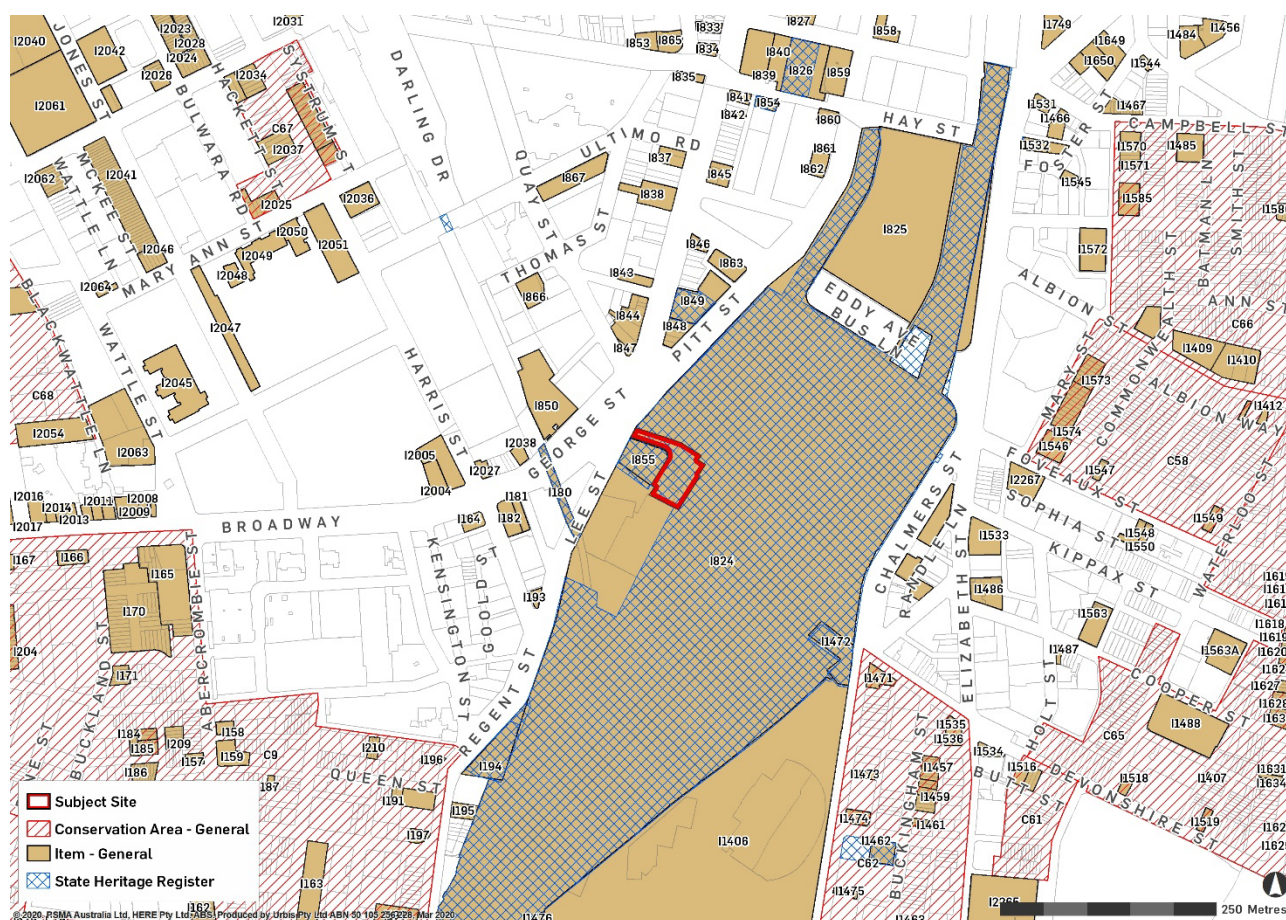 I2031
I827
I1749
I1456
JONES ST
I2023
I2028
I2024
I2040
I2042
I2026
I2034
I2061
HACKETT ST
SYSTRUM ST
DARLING DR
BULWARA RD
C67
I2037
I853
I865
I833
I834
I835
I840
I839
I826
I859
I858
I841
I842
I854
I860
I861
I862
HAY ST
I1649
I1650
I1484
I1544
I1531
I1466
I1467
I1532
FOSTER ST
I1545
CAMPBELL ST
I1570
I1571
I1485
I1585
BATMAN LN
SMITH ST
I2062
WATTLE LN
MCKEE ST
I2041
I2046
I2025
I2036
MARY ANN ST
I2050
I2051
I2049
I2048
I2064
I2047
ULTIMO RD
QUAY ST
I867
I837
I838
I845
THOMAS ST
I846
I863
I843
I866
I844
I849
I848
I847
PITT ST
I825
EDDY AVE
BUS LN
I1572
ALBION ST
COMMONWEALTH ST
ANN S
C66
I1409
I1410
BLACKWATTLE LN
WATTLE ST
C68
I2045
I2054
I2063
HARRIS ST
I850
GEORGE ST
I2038
I2005
I2004
I2027
I855
I180
I181
I182
I164
LEE ST
MARY ST
I1573
I1574
I1546
ALBION WAY
I1412
C58
I1547
FOVEAUX ST
I2267
SOPHIA ST
I1548
I1550
I1549
KIPPAX ST
WATERLOO ST
I2016
I2014
I2013
I2011
I2008
I2009
I2017
BROADWAY
I167
I166
I165
I170
I204
I171
ABERCROMBIE ST
BUCKLAND ST
KENSINGTON ST
GOOLD S
I193
REGENT ST
I824
CHALMERS ST
RANDLE LN
ELIZABETH ST
I1533
I1486
I1472
I1471
I1563
I1487
I1563A
I1618
COOPER ST
HOLT ST
I1488
C65
I184
I185
I186
I209
I157
I158
I159
C9
I210
I196
I194
QUEEN ST
I191
I195
I197
I163
I162
I1406
I1476
I1473
I1474
I1475
BUCKINGHAM ST
I1535
I1536
I1457
I1459
I1461
I1462
C62
I1463
I1534
BUTT ST
I1516
C61
DEVONSHIRE ST
I1518
I1519
I1407
I1631
I1634
I2265
Subject Site
Conservation Area - General
Item - General
State Heritage Register
250 Metres